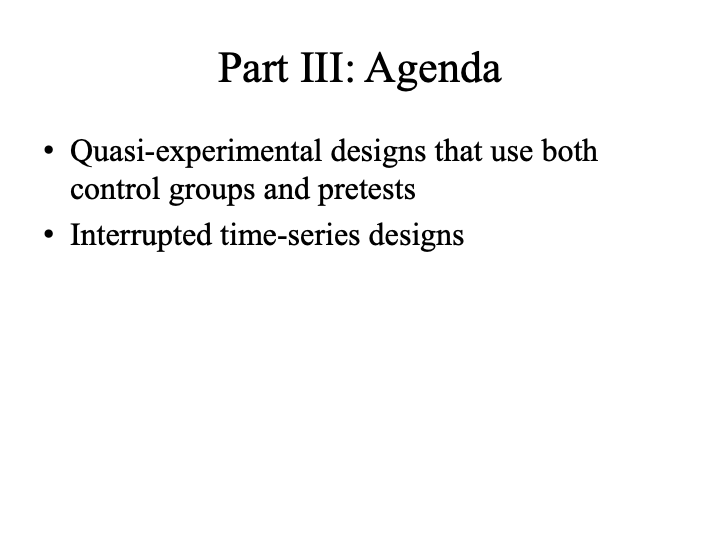 Part III: Agenda
• Quasi-experimental designs that use both
control groups and pretests
• Interrupted time-series designs